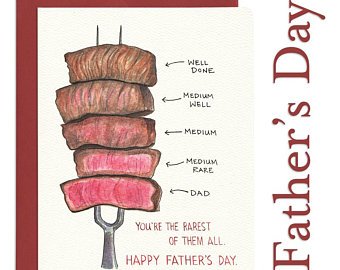 WELL
DONE
MEDIUM
WELL
MEDIUM
MEDIUM
RARE
DAD
YOU'RE THE RAREST
OF THEM ALL.
HAPPY FATHER'S DAY.
Father's Day